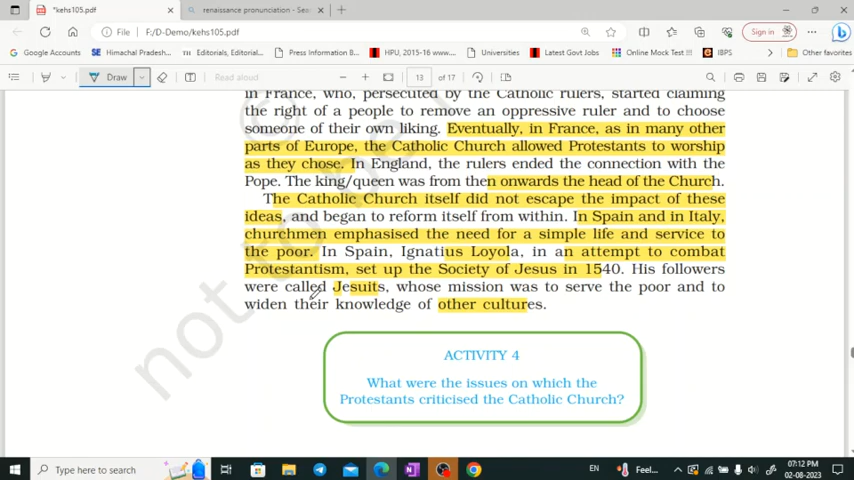 *kehs105.pdf
renaissance pronunciation - Sea
File
F:/D-Demo/kehs105.pdf
Sign in
Google Covid19
SE
Himachal Pradesh...
Editorials, Editorial...
Press Information B...
HPU, 2015-16 www....
Universities
Latest Govt Jobs
Online Mock Test !!!
IBPS
Other favorites
Draw
Read aloud
13 of 17
in France, who, persecuted by the Catholic rulers, started claiming
the right of a people to remove an oppressive ruler and to choose
someone of their own liking. Eventually, in France, as in many other
parts of Europe, the Catholic Church allowed Protestants to worship
as they chose. In England, the rulers ended the connection with the
Pope. The king/queen was from then onwards the head of the Church.
The Catholic Church itself did not escape the impact of these
ideas, and began to reform itself from within. In Spain and in Italy,
churchmen emphasised the need for a simple life and service to
the poor. In Spain, Ignatius Loyola, in an attempt to combat
Protestantism, set up the Society of Jesus in 1540. His followers
were called Jesuits, whose mission was to serve the poor and to
widen their knowledge of other cultures.
not to be
ACTIVITY 4
What were the issues on which the
Protestants criticised the Catholic Church?
Type here to search
Feel...
EN
07:12 PM
02-08-2023